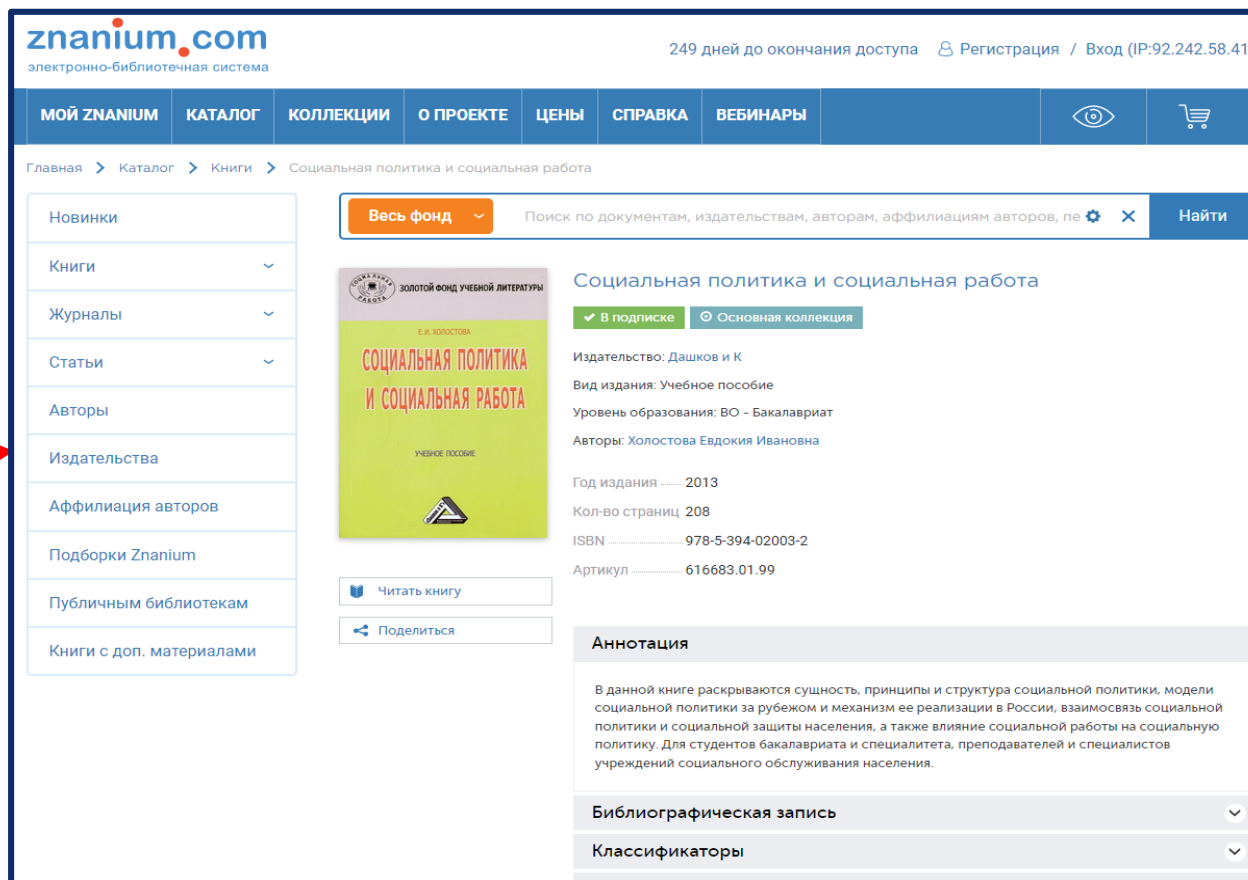 znanium.com
электронно-библиотечная система
249 дней до окончания доступа Регистрация / Вход (IP:92.242.58.41
МОЙ ZNANIUM КАТАЛОГ КОЛЛЕКЦИИ О ПРОЕКТЕ ЦЕНЫ СПРАВКА ВЕБИНАРЫ
Главная > Каталог > Книги > Социальная политика и социальная работа
Новинки
Книги
Журналы
Статьи
Авторы
Издательства
Аффилиация авторов
Подборки Znanium
Публичным библиотекам
Книги с доп. материалами
Весь фонд Поиск по документам, издательствам, авторам, аффилиациям авторов, пе Найти
СОЦИАЛЬНАЯ РАБОТА
ЗОЛОТОЙ ФОНД УЧЕБНОЙ ЛИТЕРАТУРЫ
Е. И. ХОЛОСТОВА
СОЦИАЛЬНАЯ ПОЛИТИКА
И СОЦИАЛЬНАЯ РАБОТА
УЧЕБНОЕ ПОСОБИЕ
Читать книгу
Поделиться
Социальная политика и социальная работа
В подписке Основная коллекция
Издательство: Дашков и К
Вид издания: Учебное пособие
Уровень образования: ВО - Бакалавриат
Авторы: Холостова Евдокия Ивановна
Год издания 2013
Кол-во страниц 208
ISBN 978-5-394-02003-2
Артикул 616683.01.99
Аннотация
В данной книге раскрываются сущность, принципы и структура социальной политики, модели
социальной политики за рубежом и механизм ее реализации в России, взаимосвязь социальной
политики и социальной защиты населения, а также влияние социальной работы на социальную
политику. Для студентов бакалавриата и специалитета, преподавателей и специалистов
учреждений социального обслуживания населения.
Библиографическая запись
Классификаторы